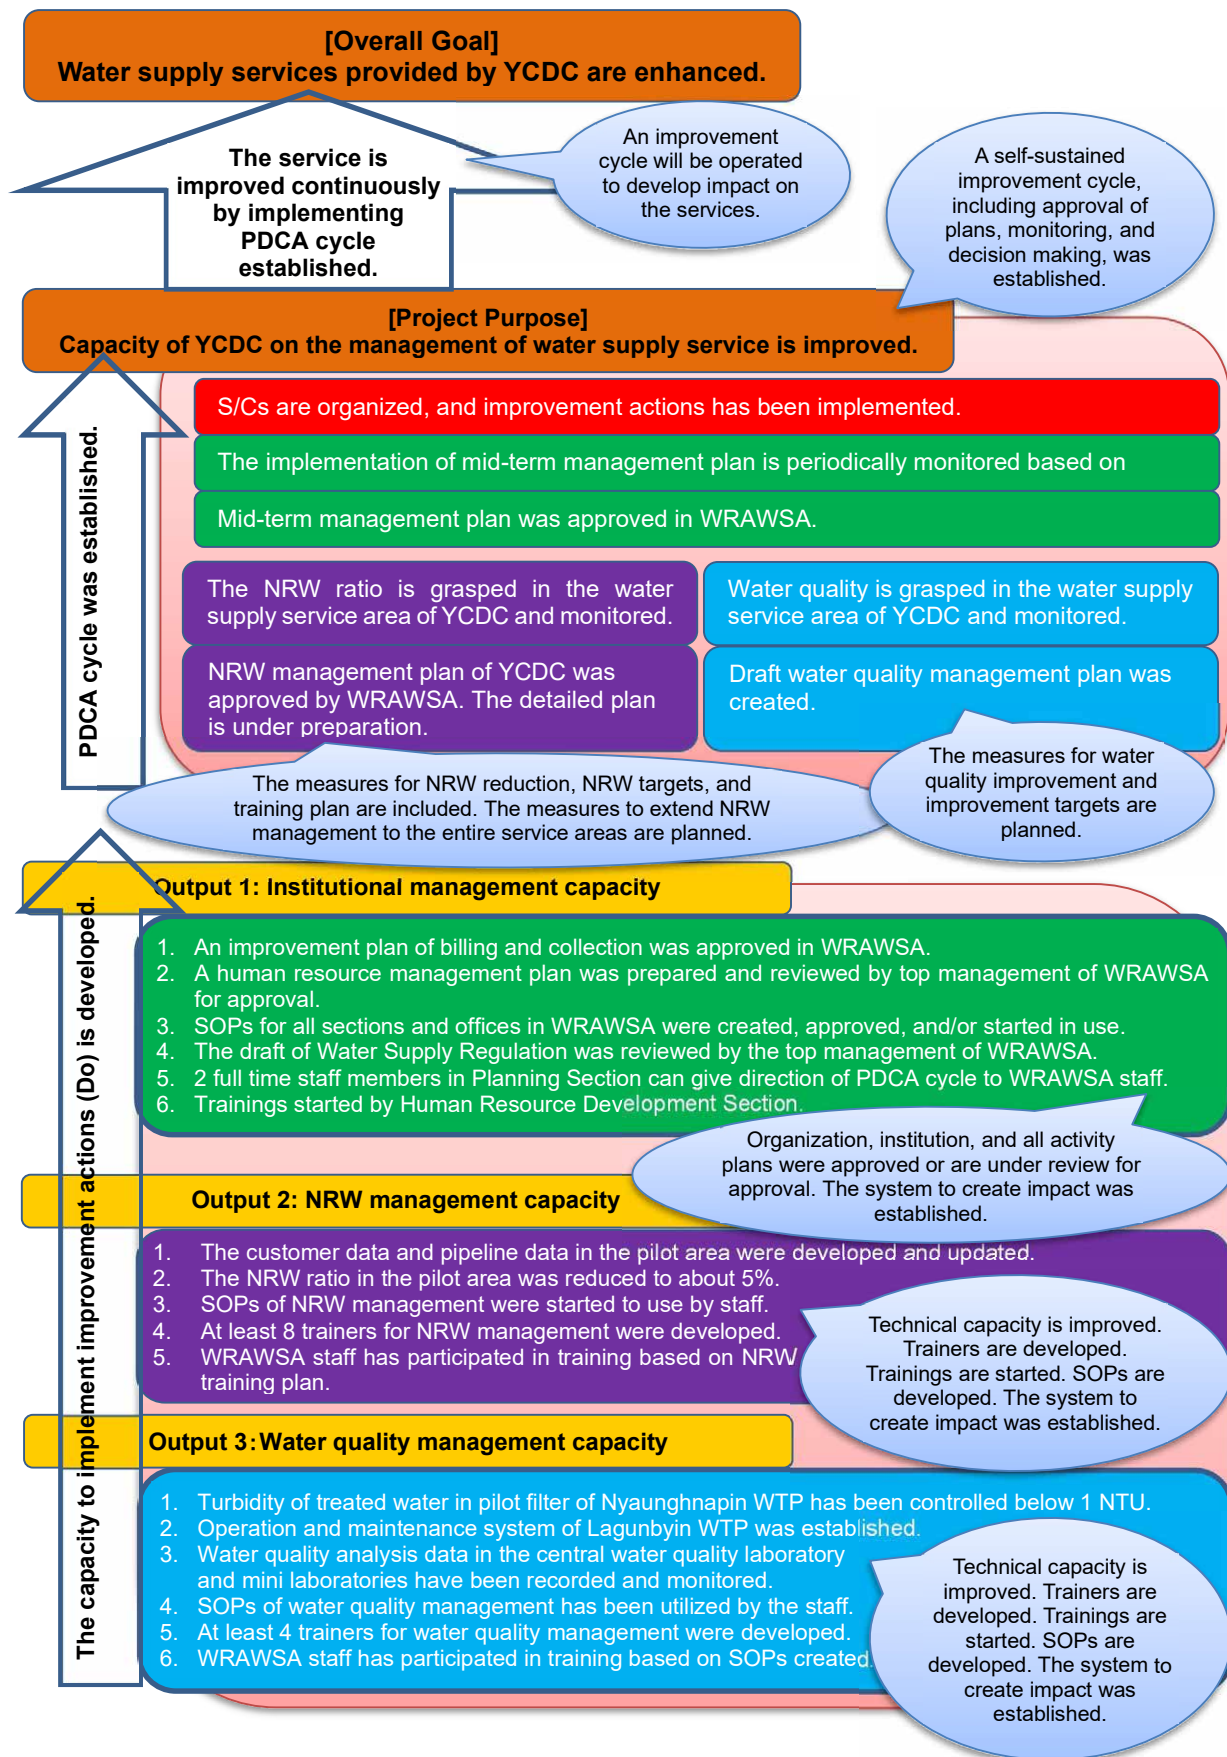 [Overall Goal]
Water supply services provided by YCDC are enhanced.
The service is
improved continuously
by implementing
PDCA cycle
established.
An improvement
cycle will be operated
to develop impact on
the services.
A self-sustained
improvement cycle,
including approval of
plans, monitoring, and
decision making, was
established.
[Project Purpose]
Capacity of YCDC on the management of water supply service is improved.
PDCA cycle was established.
S/Cs are organized, and improvement actions has been implemented.
The implementation of mid-term management plan is periodically monitored based on
Mid-term management plan was approved in WRAWSA.
The NRW ratio is grasped in the water
supply service area of YCDC and monitored.
Water quality is grasped in the water supply
service area of YCDC and monitored.
NRW management plan of YCDC was
approved by WRAWSA. The detailed plan
is under preparation.
Draft water quality management plan was
created.
The measures for NRW reduction, NRW targets, and
training plan are included. The measures to extend NRW
management to the entire service areas are planned.
The measures for water
quality improvement and
improvement targets are
planned.
The capacity to implement improvement actions (Do) is developed.
Output 1: Institutional management capacity
1. An improvement plan of billing and collection was approved in WRAWSA.
2. A human resource management plan was prepared and reviewed by top management of WRAWSA
for approval.
3. SOPs for all sections and offices in WRAWSA were created, approved, and/or started in use.
4. The draft of Water Supply Regulation was reviewed by the top management of WRAWSA.
5. 2 full time staff members in Planning Section can give direction of PDCA cycle to WRAWSA staff.
6. Trainings started by Human Resource Development Section.
Organization, institution, and all activity
plans were approved or are under review for
approval. The system to create impact was
established.
Output 2: NRW management capacity
1. The customer data and pipeline data in the pilot area were developed and updated.
2. The NRW ratio in the pilot area was reduced to about 5%.
3. SOPs of NRW management were started to use by staff.
4. At least 8 trainers for NRW management were developed.
5. WRAWSA staff has participated in training based on NRW
training plan.
Technical capacity is improved.
Trainers are developed.
Trainings are started. SOPs are
developed. The system to
create impact was established.
Output 3: Water quality management capacity
1. Turbidity of treated water in pilot filter of Nyaunghnapin WTP has been controlled below 1 NTU.
2. Operation and maintenance system of Lagunbyin WTP was established.
3. Water quality analysis data in the central water quality laboratory
and mini laboratories have been recorded and monitored.
4. SOPs of water quality management has been utilized by the staff.
5. At least 4 trainers for water quality management were developed.
6. WRAWSA staff has participated in training based on SOPs created.
Technical capacity is
improved. Trainers are
developed. Trainings are
started. SOPs are
developed. The system to
create impact was
established.